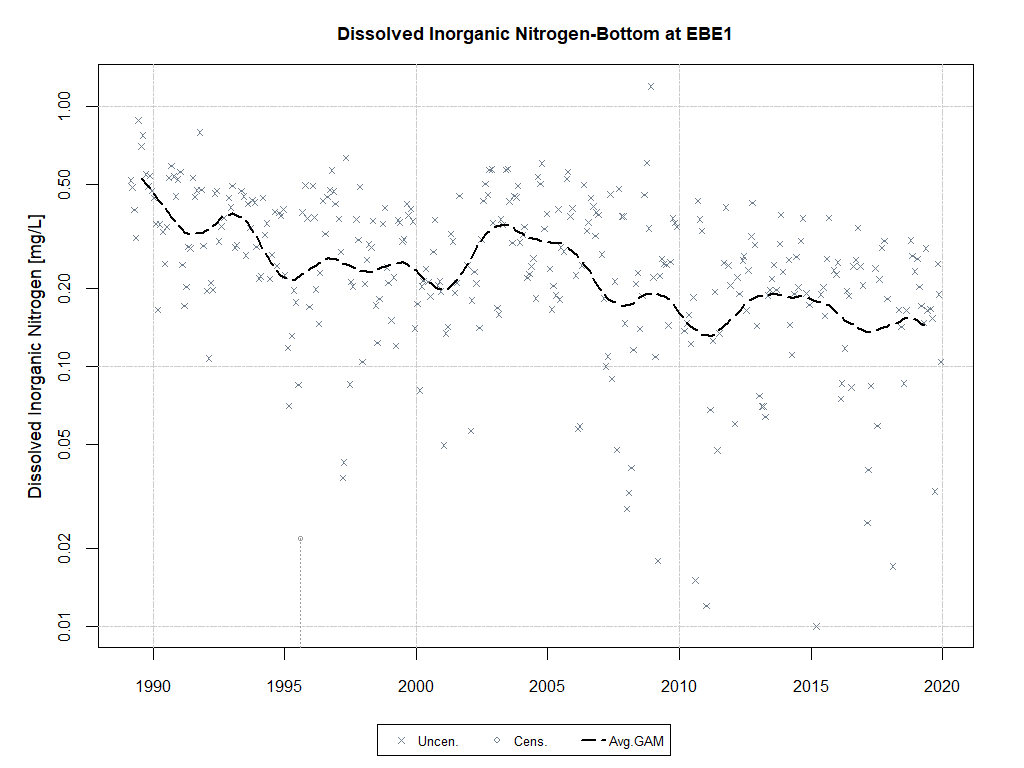 Dissolved Inorganic Nitrogen-Bottom at EBE1
Dissolved Inorganic Nitrogen [mg/L]
1.00
0.50
0.20
0.10
0.05
0.02
0.01
1990 1995 2000 2005 2010 2015 2020
Uncen. Cens. Avg.GAM